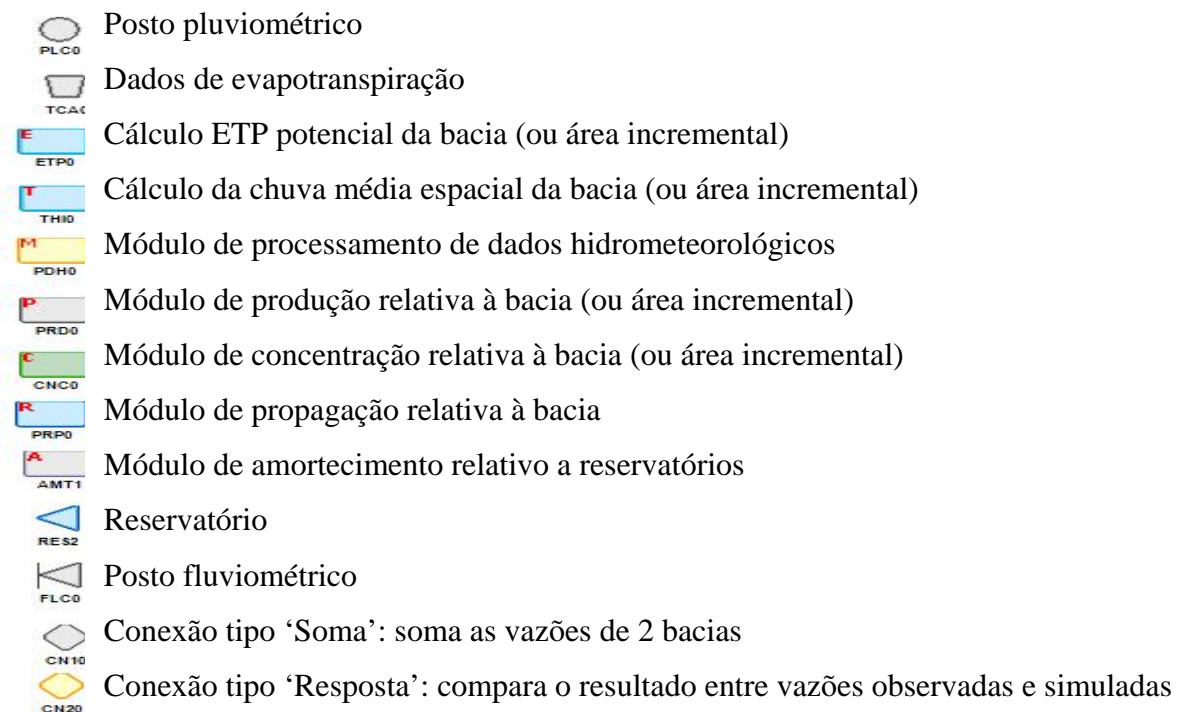 Posto pluviométrico
PLC0
Dados de evapotranspiração
TCA0
E
Cálculo ETP potencial da bacia (ou área incremental)
ETP0
T
Cálculo da chuva média espacial da bacia (ou área incremental)
THI0
M
Módulo de processamento de dados hidrometeorológicos
PDH0
P
Módulo de produção relativa à bacia (ou área incremental)
PRD0
C
Módulo de concentração relativa à bacia (ou área incremental)
CNC0
R
Módulo de propagação relativa à bacia
PRP0
A
Módulo de amortecimento relativo a reservatórios
AMT1
Reservatório
RES2
Posto fluviométrico
FLC0
Conexão tipo ‘Soma’: soma as vazões de 2 bacias
CN10
Conexão tipo ‘Resposta’: compara o resultado entre vazões observadas e simuladas
CN20